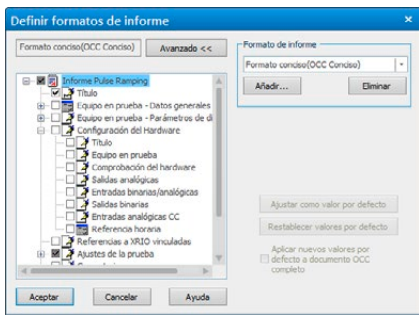 Definir formatos de informe
Formato conciso(OCC Conciso)
Avanzado <<
Informe Pulse Ramping
Título
Equipo en prueba - Datos generales
Equipo en prueba - Parámetros de di
Configuración del Hardware
Título
Equipo en prueba
Comprobación del hardware
Salidas analógicas
Entradas binarias/analógicas
Salidas binarias
Entradas analógicas CC
Referencia horaria
Referencias a XRIO vinculadas
Ajustes de la prueba
Formato de informe
Formato conciso(OCC Conciso)
Añadir...
Eliminar
Ajustar como valor por defecto
Restablecer valores por defecto
Aplicar nuevos valores por
defecto a documento OCC
completo
Aceptar
Cancelar
Ayuda